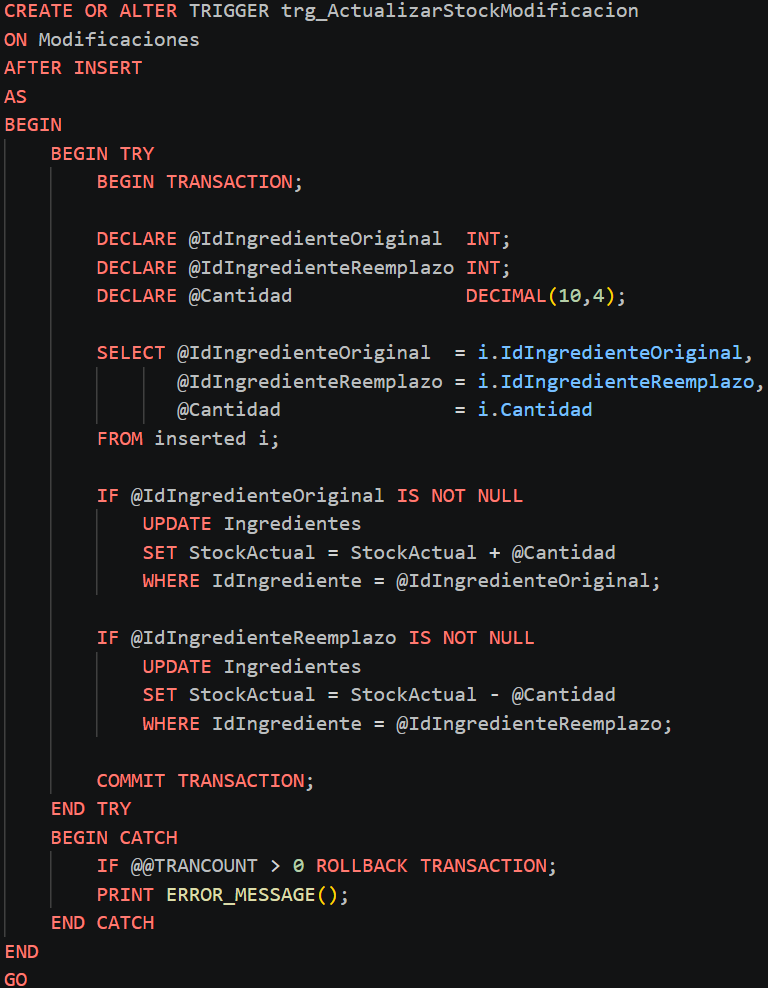 CREATE OR ALTER TRIGGER trg_ActualizarStockModificacion
ON Modificaciones
AFTER INSERT
AS
BEGIN
    BEGIN TRY
        BEGIN TRANSACTION;

        DECLARE @IdIngredienteOriginal  INT;
        DECLARE @IdIngredienteReemplazo INT;
        DECLARE @Cantidad               DECIMAL(10,4);

        SELECT @IdIngredienteOriginal  = i.IdIngredienteOriginal,
               @IdIngredienteReemplazo = i.IdIngredienteReemplazo,
               @Cantidad               = i.Cantidad
        FROM inserted i;

        IF @IdIngredienteOriginal IS NOT NULL
            UPDATE Ingredientes
            SET StockActual = StockActual + @Cantidad
            WHERE IdIngrediente = @IdIngredienteOriginal;

        IF @IdIngredienteReemplazo IS NOT NULL
            UPDATE Ingredientes
            SET StockActual = StockActual - @Cantidad
            WHERE IdIngrediente = @IdIngredienteReemplazo;

        COMMIT TRANSACTION;
    END TRY
    BEGIN CATCH
        IF @@TRANCOUNT > 0 ROLLBACK TRANSACTION;
        PRINT ERROR_MESSAGE();
    END CATCH
END
GO